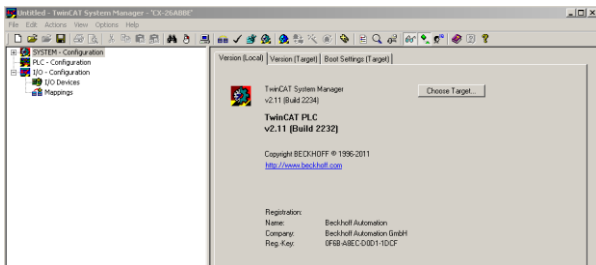 Untitled - TwinCAT System Manager - 'CX-26A8BE'
File Edit Actions View Options Help
SYSTEM - Configuration
PLC - Configuration
I/O - Configuration
I/O Devices
Mappings
Version (Local) Version (Target) Boot Settings (Target)
TwinCAT System Manager
v2.11 (Build 2234)
Choose Target...
TwinCAT PLC
v2.11 (Build 2232)
Copyright BECKHOFF © 1996-2011
http://www.beckhoff.com
Registration:
Name: Beckhoff Automation
Company: Beckhoff Automation GmbH
Reg.-Key: 0F6B-A8EC-D0D1-1DCF